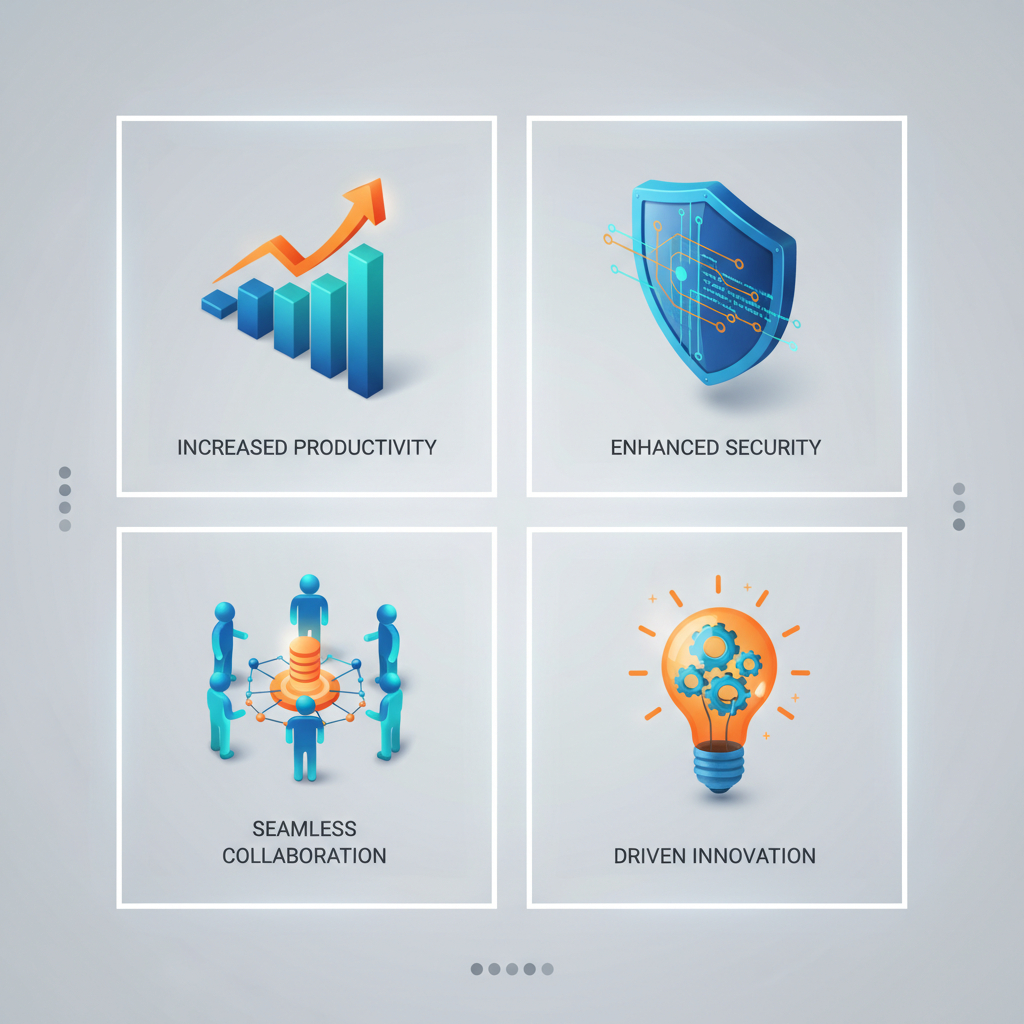 INCREASED PRODUCTIVITY
ENHANCED SECURITY
SEAMLESS
COLLABORATION
DRIVEN INNOVATION